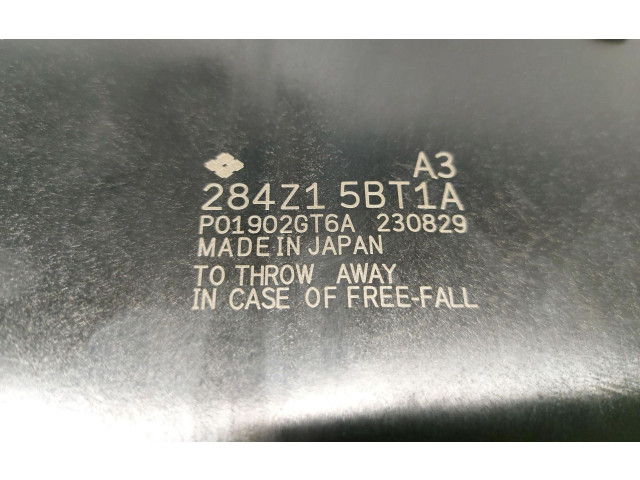 A3
284Z1 5BT1A
P01902GT6A 230829
MADE IN JAPAN
TO THROW AWAY
IN CASE OF FREE-FALL